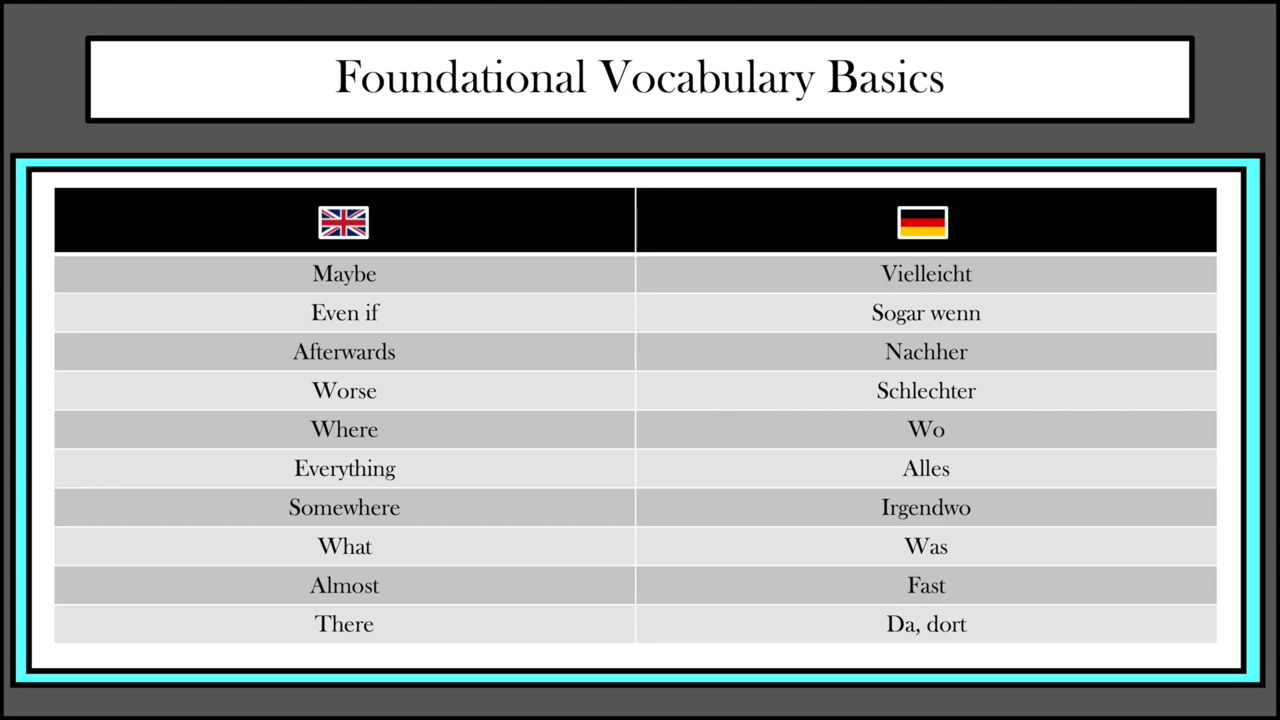 Foundational Vocabulary Basics
Maybe Vielleicht
Even if Sogar wenn
Afterwards Nachher
Worse Schlechter
Where Wo
Everything Alles
Somewhere Irgendwo
What Was
Almost Fast
There Da, dort